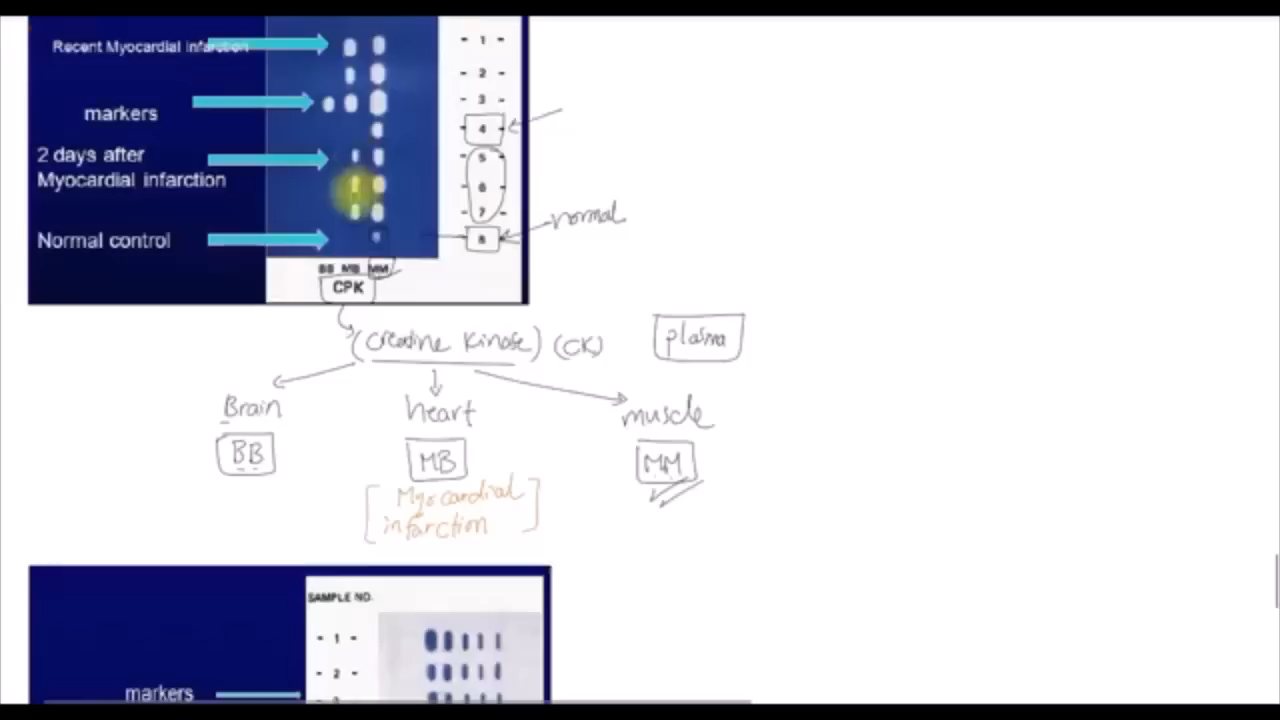 Recent Myocardial infarction
- 1 -
- 2 -
markers
- 3 -
- 4 -
2 days after
Myocardial infarction
- 5 -
- 6 -
- 7 -
normal
Normal control
- 8 -
BB MB MM
CPK
(Creatine Kinase) (CK)
plasma
Brain heart muscle
BB MB MM
[Myocardial
infarction]
SAMPLE NO.
- 1 -
- 2 -
markers